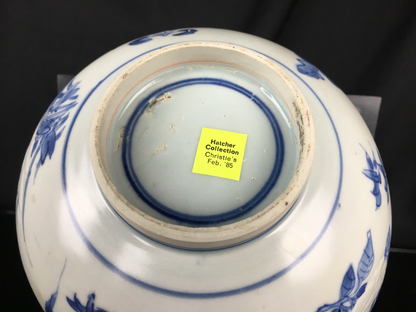 Hatcher
Collection
Christie's
Feb. '85